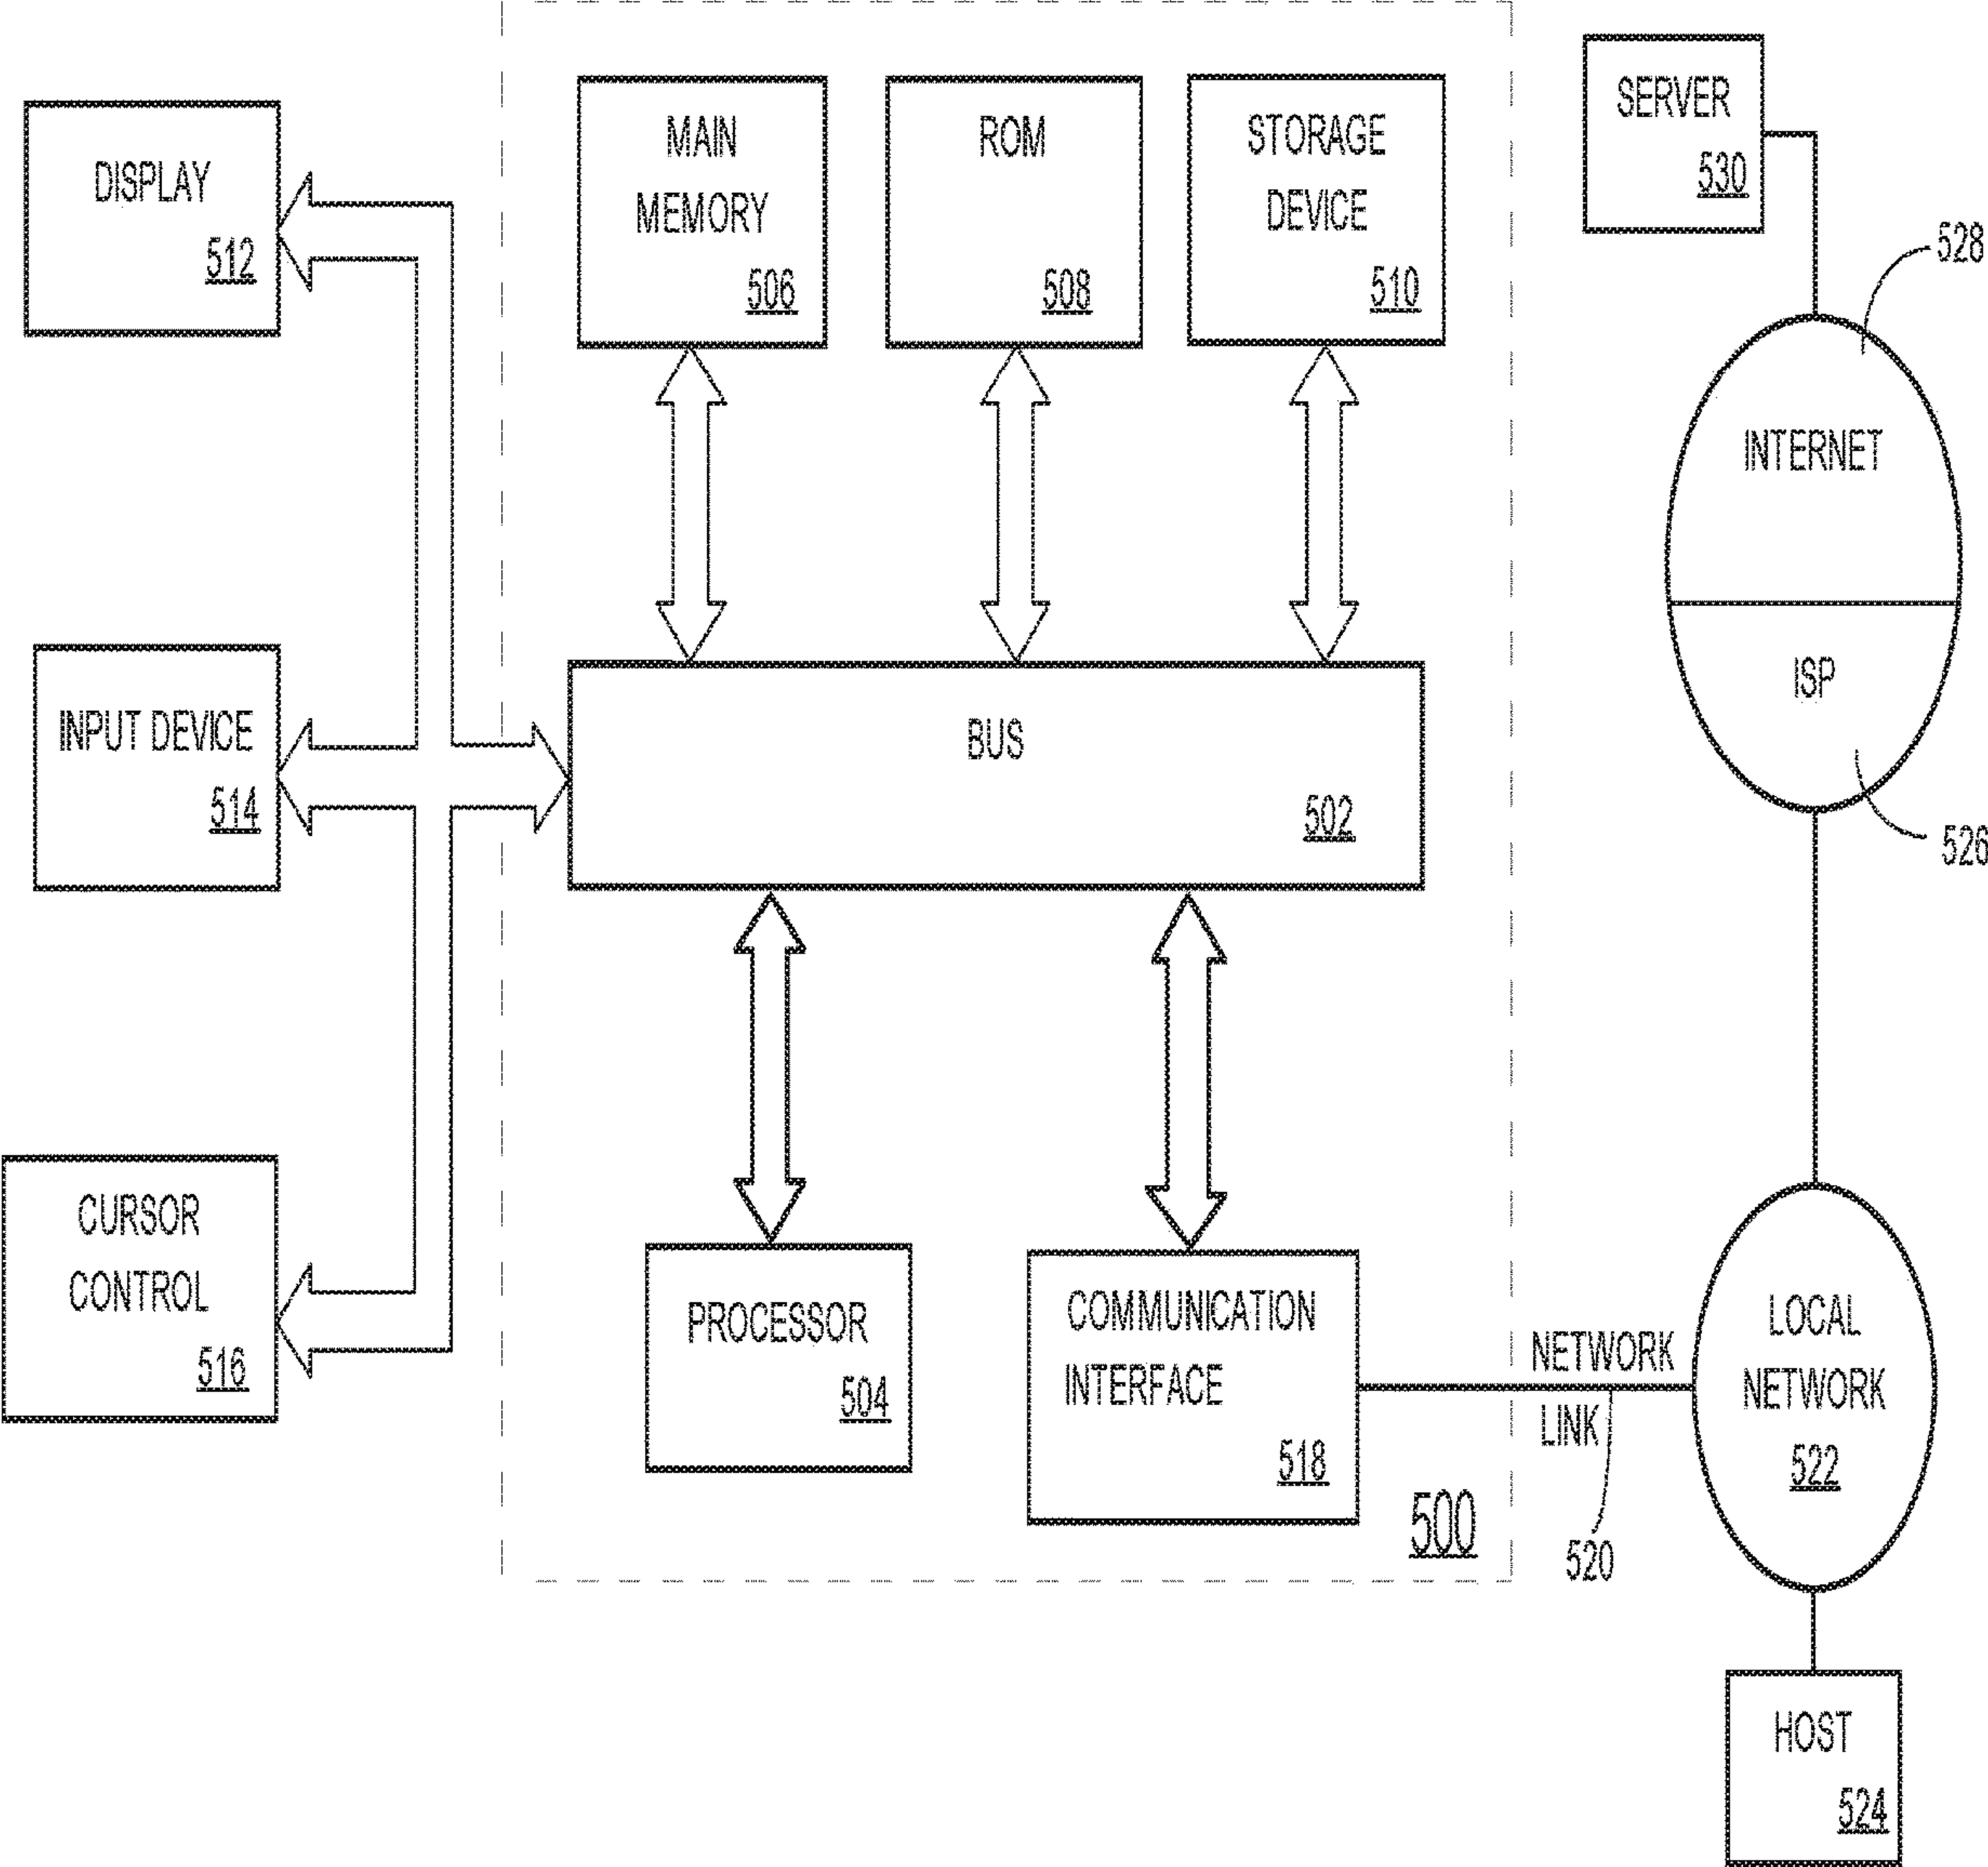 DISPLAY
512
INPUT DEVICE
514
CURSOR
CONTROL
516
MAIN
MEMORY
506
ROM
508
STORAGE
DEVICE
510
BUS
502
PROCESSOR
504
COMMUNICATION
INTERFACE
518
500
SERVER
530
528
INTERNET
ISP
526
NETWORK
LINK
520
LOCAL
NETWORK
522
HOST
524